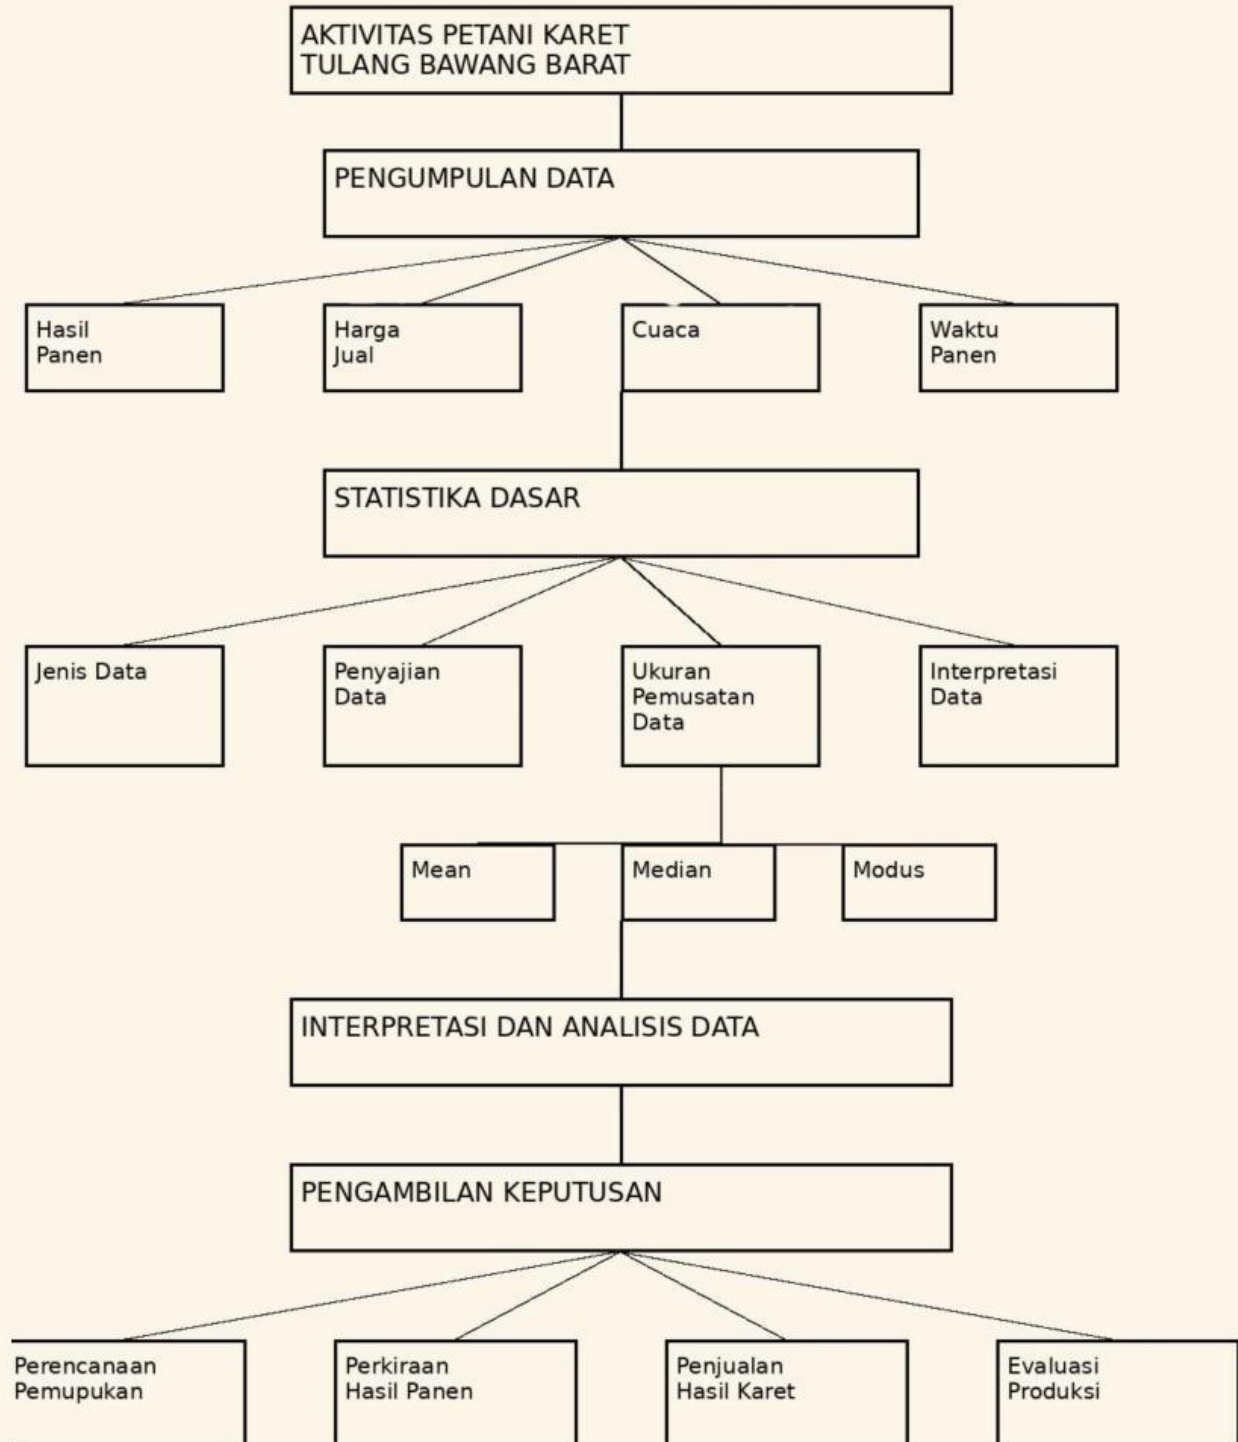 AKTIVITAS PETANI KARET
TULANG BAWANG BARAT
PENGUMPULAN DATA
Hasil
Panen
Harga
Jual
Cuaca
Waktu
Panen
STATISTIKA DASAR
Jenis Data
Penyajian
Data
Ukuran
Pemusatan
Data
Interpretasi
Data
Mean
Median
Modus
INTERPRETASI DAN ANALISIS DATA
PENGAMBILAN KEPUTUSAN
Perencanaan
Pemupukan
Perkiraan
Hasil Panen
Penjualan
Hasil Karet
Evaluasi
Produksi